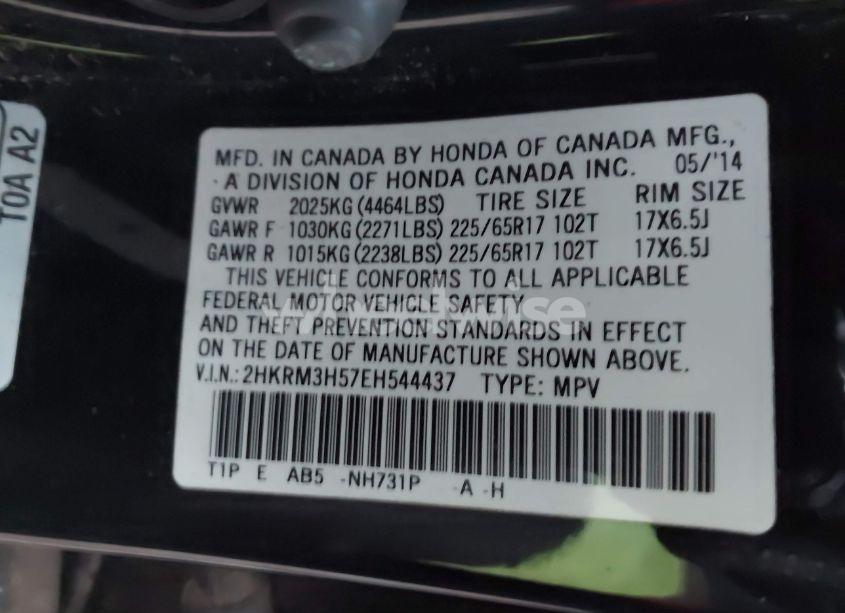 T0A A2
MFD. IN CANADA BY HONDA OF CANADA MFG.,
A DIVISION OF HONDA CANADA INC. 05/'14
GVWR 2025KG (4464LBS) TIRE SIZE RIM SIZE
GAWR F 1030KG (2271LBS) 225/65R17 102T 17X6.5J
GAWR R 1015KG (2238LBS) 225/65R17 102T 17X6.5J
THIS VEHICLE CONFORMS TO ALL APPLICABLE
FEDERAL MOTOR VEHICLE SAFETY
AND THEFT PREVENTION STANDARDS IN EFFECT
ON THE DATE OF MANUFACTURE SHOWN ABOVE.
V.I.N.: 2HKRM3H57EH544437 TYPE: MPV
T1P E AB5 -NH731P -A -H